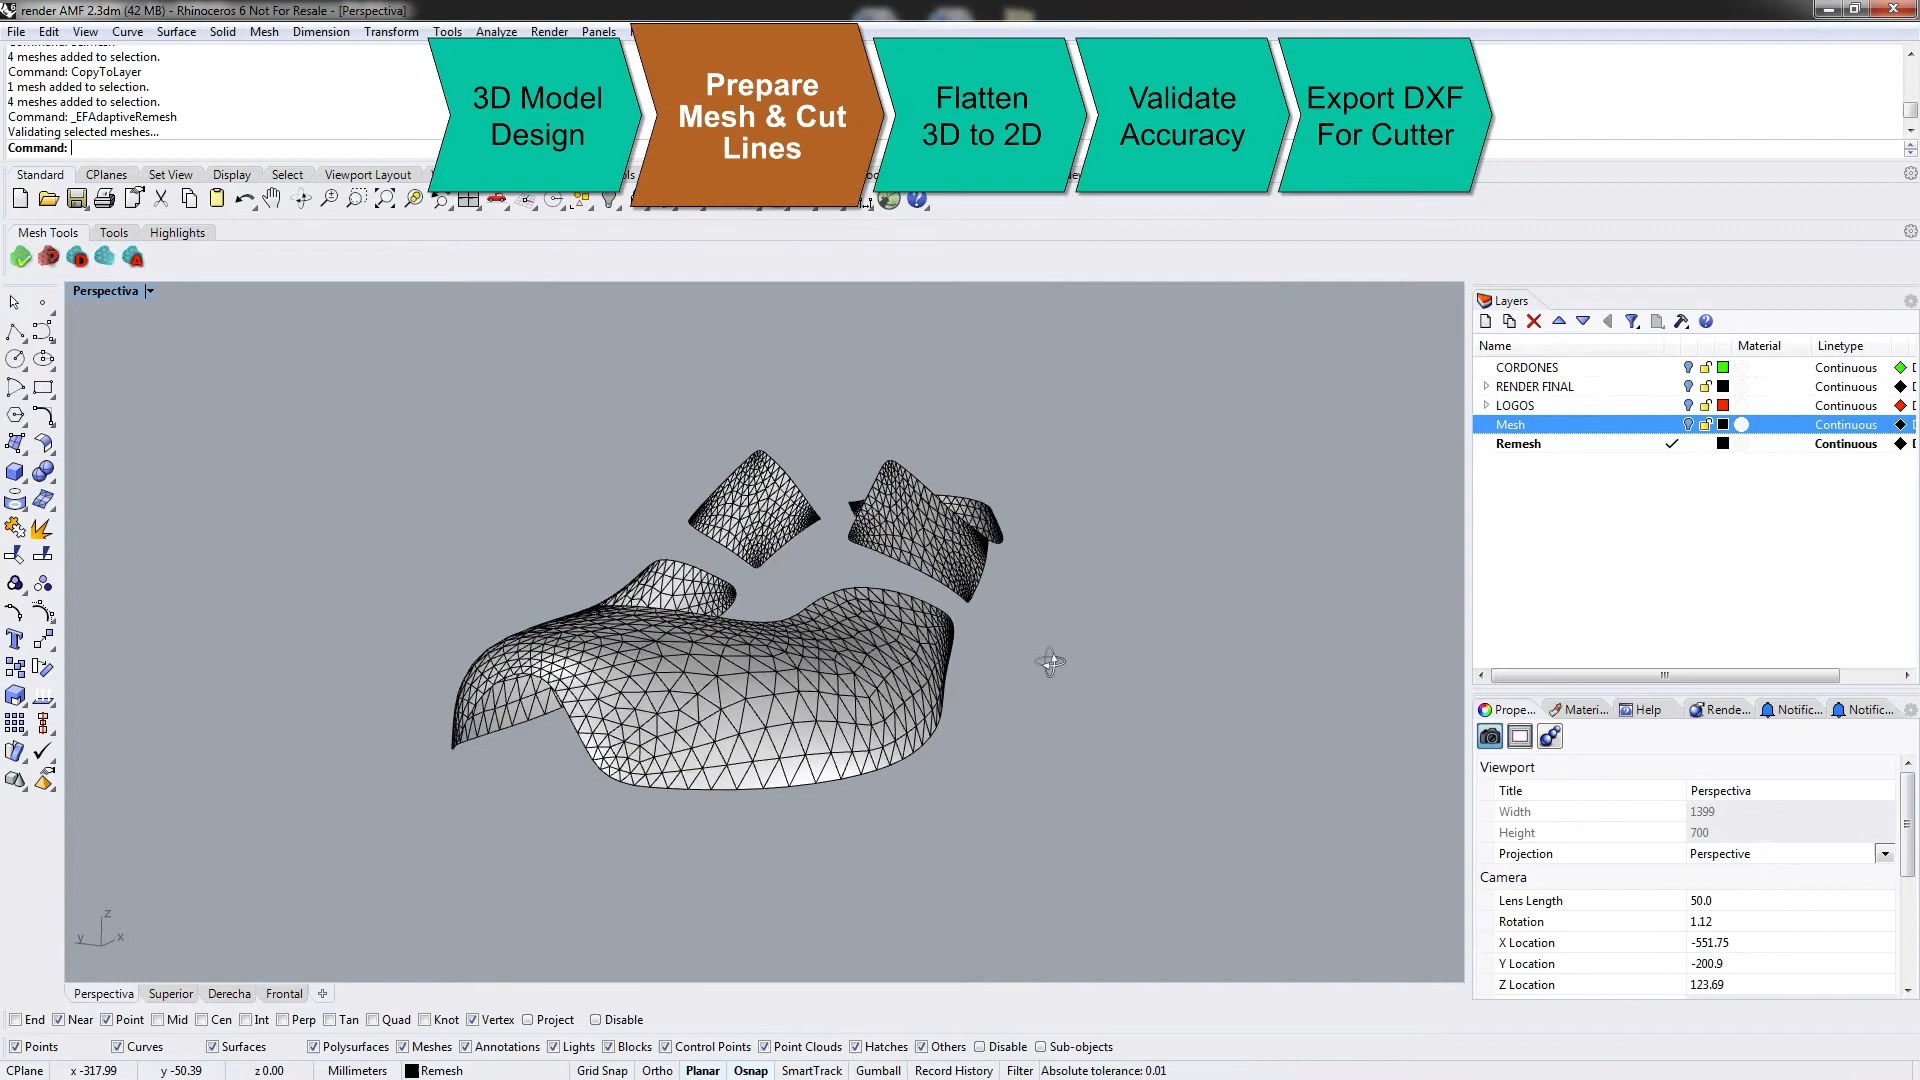 render AMF 2.3dm (42 MB) - Rhinoceros 6 Not For Resale - [Perspectiva]
File Edit View Curve Surface Solid Mesh Dimension Transform Tools Analyze Render Panels
4 meshes added to selection.
Command: CopyToLayer
1 mesh added to selection.
4 meshes added to selection.
Command: _EFAdaptiveRemesh
Validating selected meshes...
Command:
3D Model
Design
Prepare
Mesh & Cut
Lines
Flatten
3D to 2D
Validate
Accuracy
Export DXF
For Cutter
Standard CPlanes Set View Display Select Viewport Layout
Mesh Tools Tools Highlights
Perspectiva
Layers
Name Material Linetype
CORDONES Continuous
RENDER FINAL Continuous
LOGOS Continuous
Mesh Continuous
Remesh Continuous
Prope... Materi... Help Rende... Notific... Notific...
Viewport
Title Perspectiva
Width 1399
Height 700
Projection Perspective
Camera
Lens Length 50.0
Rotation 1.12
X Location -551.75
Y Location -200.9
Z Location 123.69
z
y x
Perspectiva Superior Derecha Frontal
End Near Point Mid Cen Int Perp Tan Quad Knot Vertex Project Disable
Points Curves Surfaces Polysurfaces Meshes Annotations Lights Blocks Control Points Point Clouds Hatches Others Disable Sub-objects
CPlane x -317.99 y -50.39 z 0.00 Millimeters Remesh Grid Snap Ortho Planar Osnap SmartTrack Gumball Record History Filter Absolute tolerance: 0.01